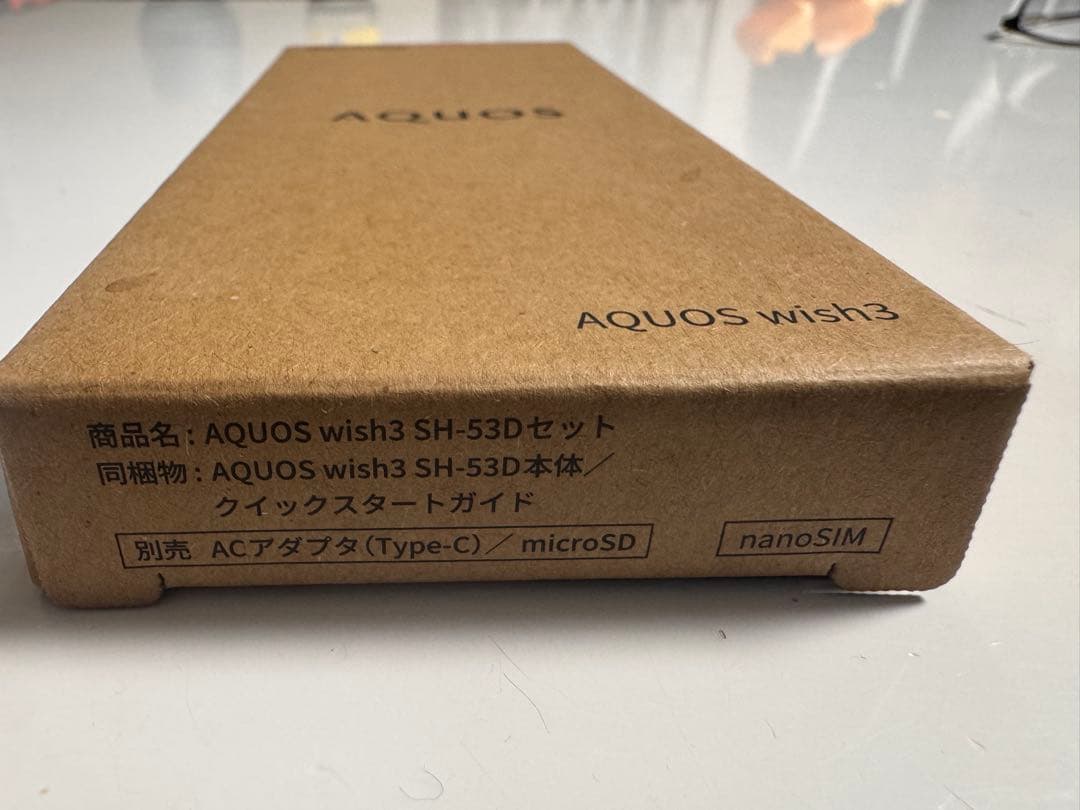 AQUOS
AQUOS wish3
商品名 : AQUOS wish3 SH-53Dセット
同梱物 : AQUOS wish3 SH-53D本体／
クイックスタートガイド
別売 ACアダプタ(Type-C)／microSD
nanoSIM